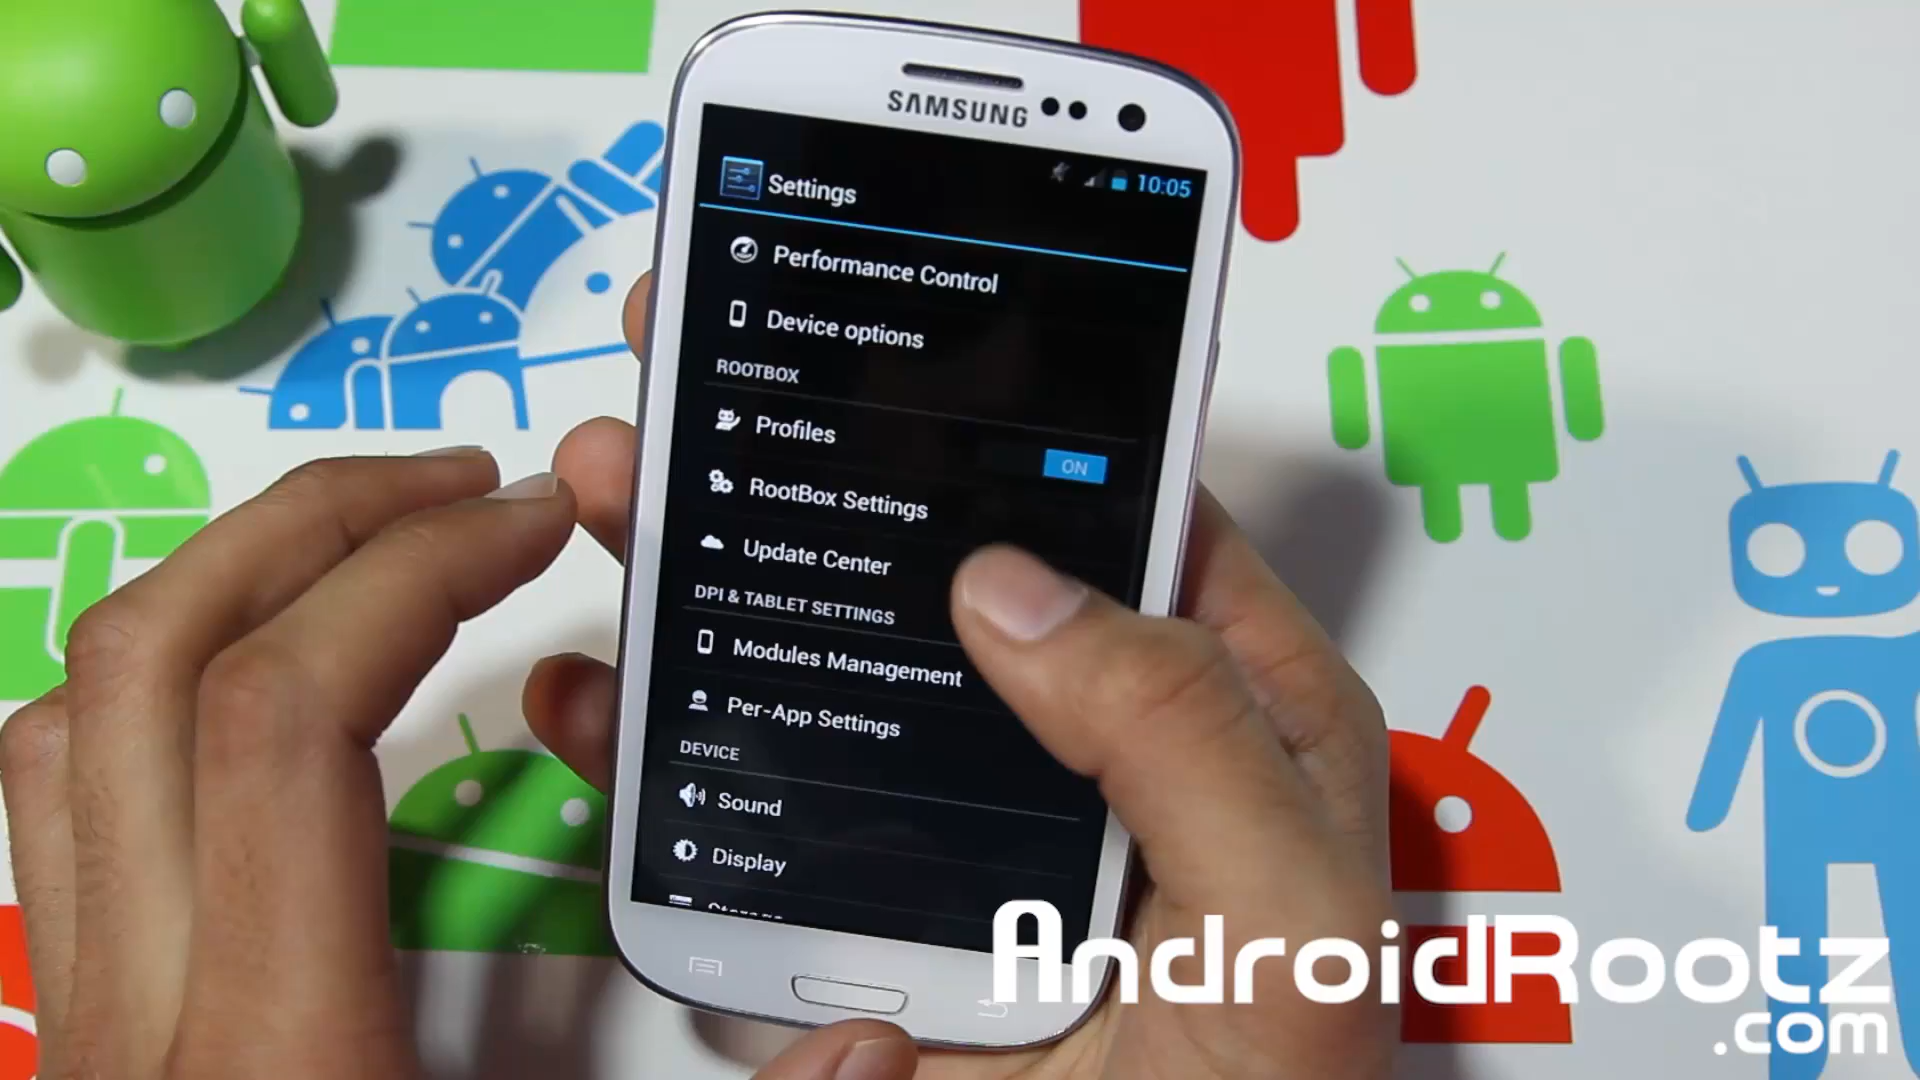 SAMSUNG
10:05
Settings
Performance Control
Device options
ROOTBOX
Profiles
ON
RootBox Settings
Update Center
DPI & TABLET SETTINGS
Modules Management
Per-App Settings
DEVICE
Sound
Display
AndroidRootz
.com